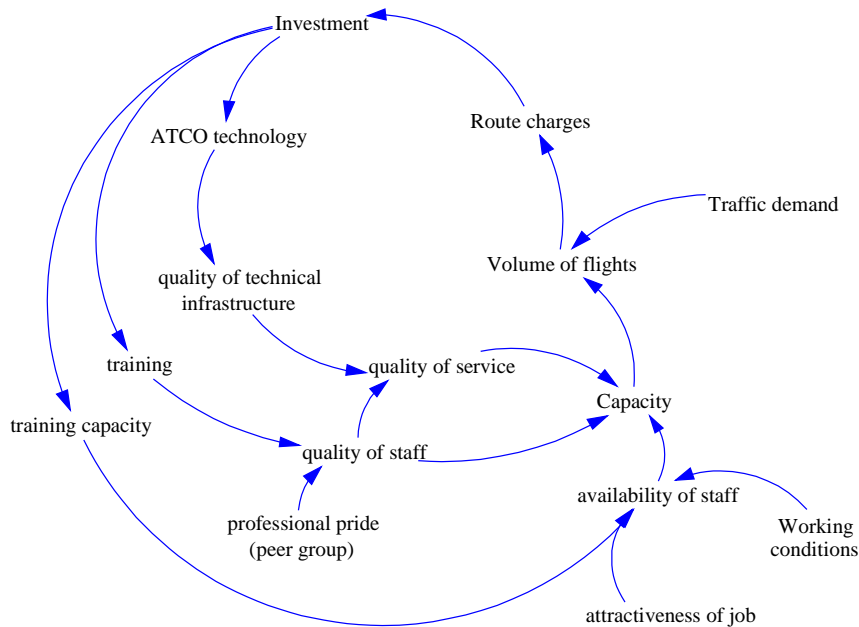 Investment
ATCO technology
Route charges
Traffic demand
Volume of flights
quality of technical
infrastructure
training
quality of service
Capacity
training capacity
quality of staff
availability of staff
professional pride
(peer group)
Working
conditions
attractiveness of job